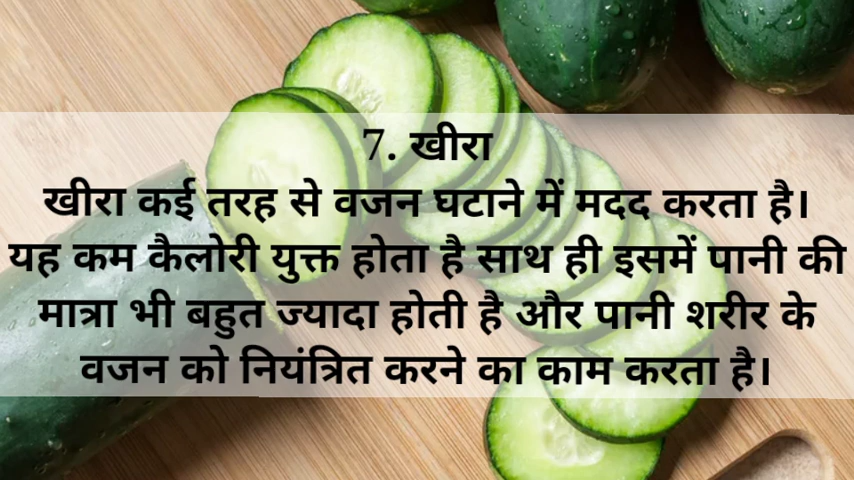 7. खीरा
खीरा कई तरह से वजन घटाने में मदद करता है।
यह कम कैलोरी युक्त होता है साथ ही इसमें पानी की
मात्रा भी बहुत ज्यादा होती है और पानी शरीर के
वजन को नियंत्रित करने का काम करता है।